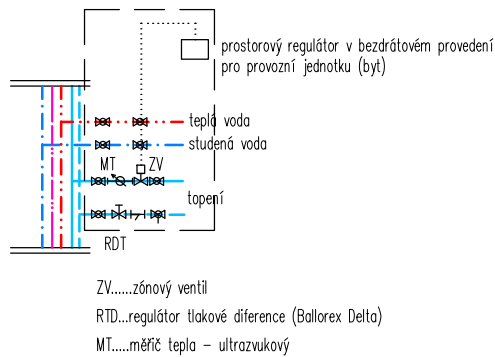 prostorový regulátor v bezdrátovém provedení
pro provozní jednotku (byt)
teplá voda
studená voda
MT ZV
topení
RDT
ZV......zónový ventil
RTD...regulátor tlakové diference (Ballorex Delta)
MT.....měřič tepla - ultrazvukový